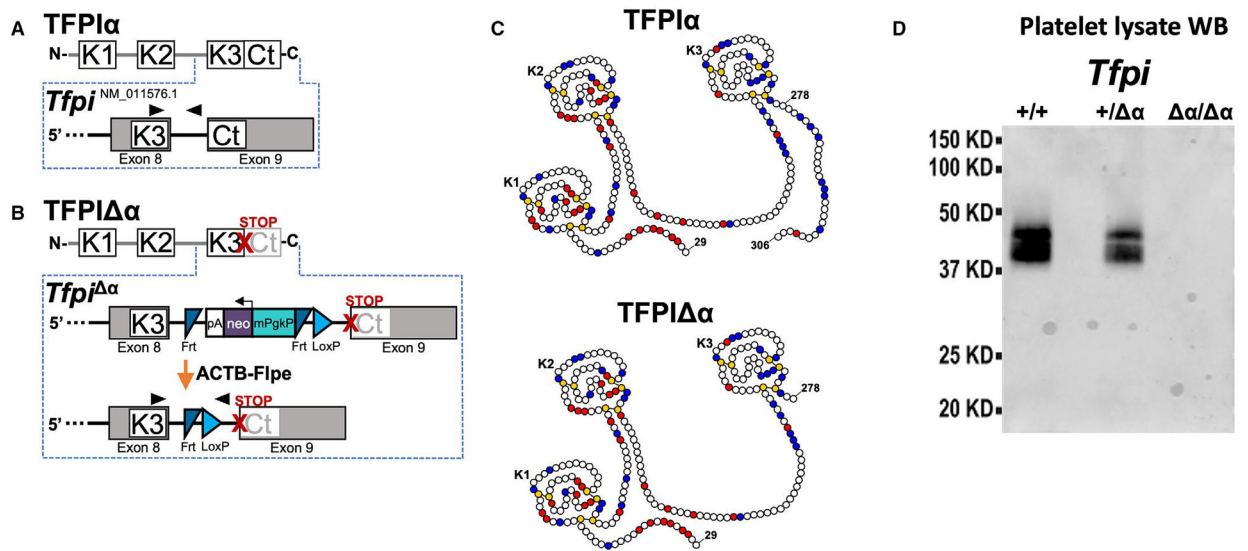 A
TFPIα
N- K1 K2 K3 Ct -C
Tfpi NM_011576.1
5' K3 Ct
Exon 8 Exon 9
B
TFPIΔα
STOP
N- K1 K2 K3 X Ct -C
TfpiΔα
STOP
5' K3 pA neo mPgkP X Ct
Exon 8 Frt Frt LoxP Exon 9
ACTB-Flpe
STOP
5' K3 X Ct
Exon 8 Frt LoxP Exon 9
C
TFPIα
K3
K2
278
K1
29
306
TFPIΔα
K3
K2
278
K1
29
D
Platelet lysate WB
Tfpi
+/+ +/Δα Δα/Δα
150 KD
100 KD
50 KD
37 KD
25 KD
20 KD